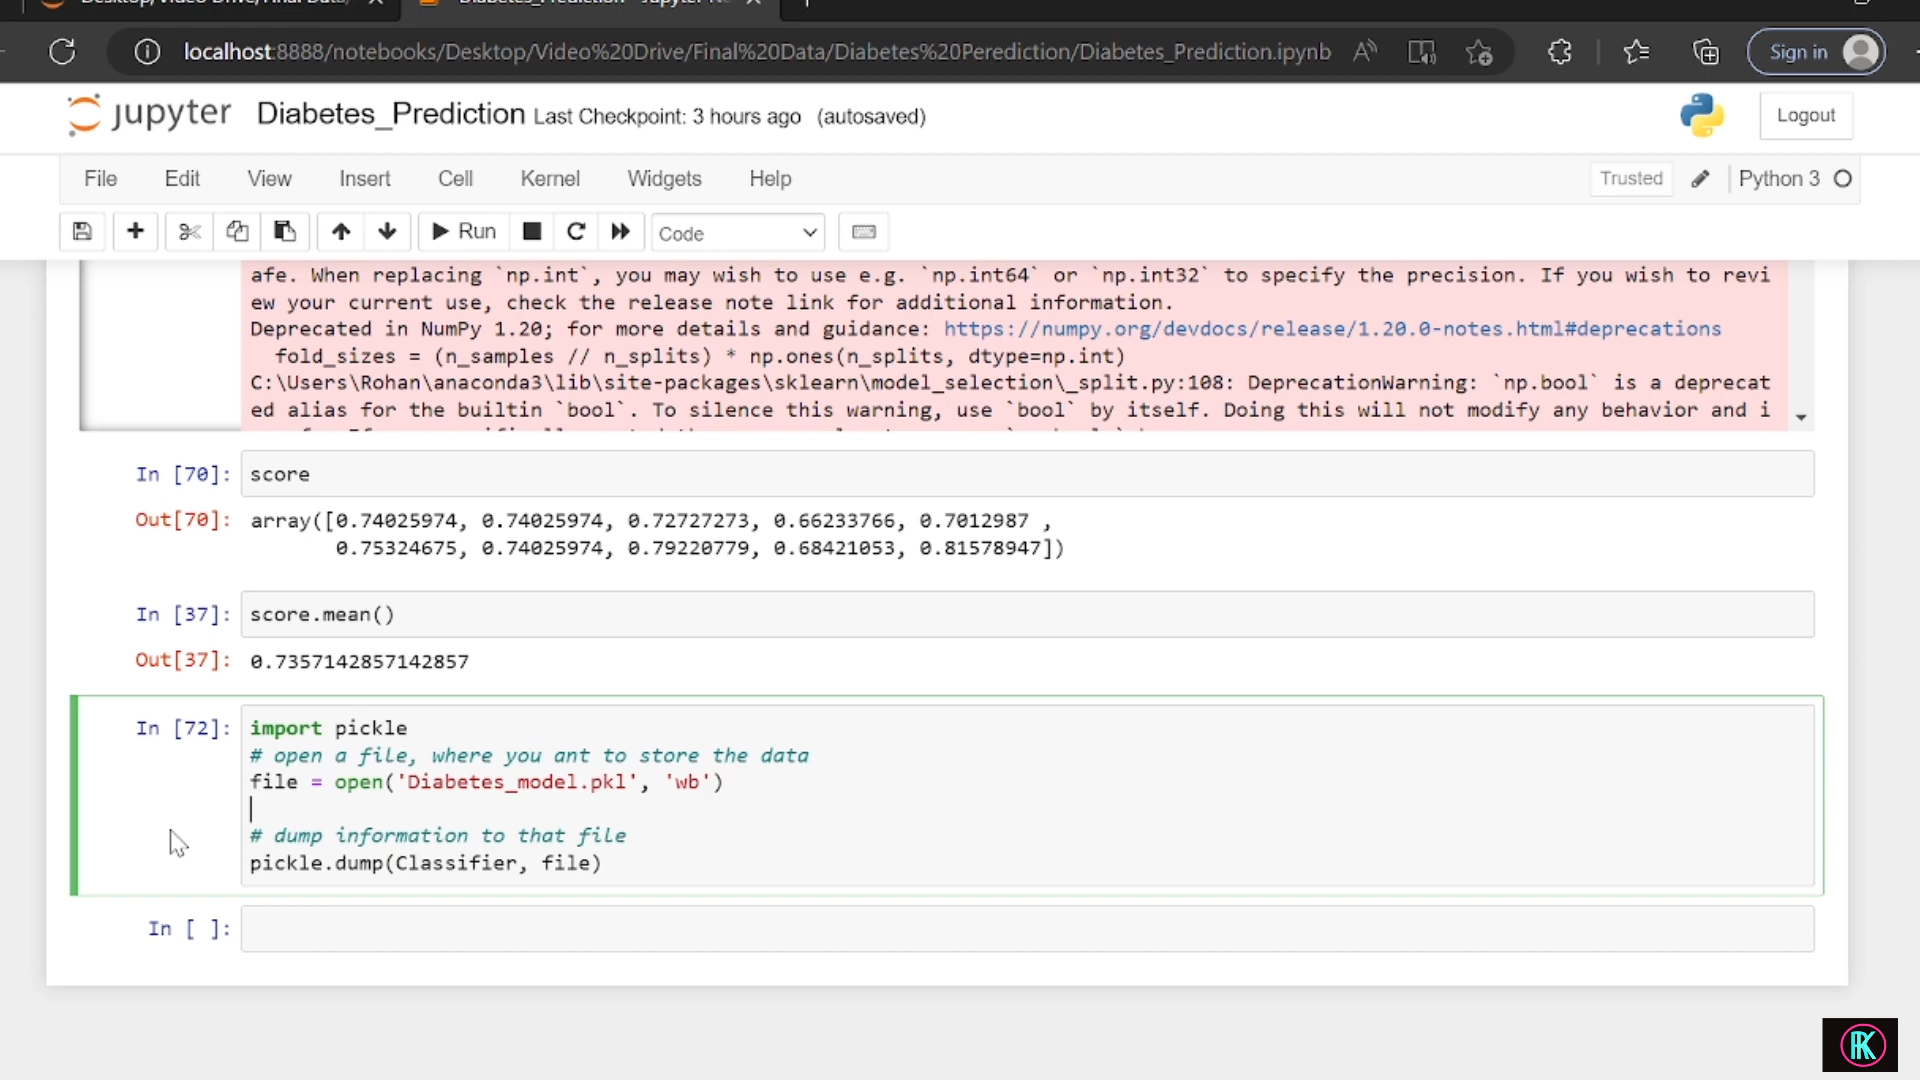 localhost:8888/notebooks/Desktop/Video%20Drive/Final%20Data/Diabetes%20Perediction/Diabetes_Prediction.ipynb
Sign in
jupyter Diabetes_Prediction Last Checkpoint: 3 hours ago (autosaved)
Logout
File Edit View Insert Cell Kernel Widgets Help
Trusted
Python 3
Run
Code
afe. When replacing `np.int`, you may wish to use e.g. `np.int64` or `np.int32` to specify the precision. If you wish to revi
ew your current use, check the release note link for additional information.
Deprecated in NumPy 1.20; for more details and guidance: https://numpy.org/devdocs/release/1.20.0-notes.html#deprecations
fold_sizes = (n_samples // n_splits) * np.ones(n_splits, dtype=np.int)
C:\Users\Rohan\anaconda3\lib\site-packages\sklearn\model_selection\_split.py:108: DeprecationWarning: `np.bool` is a deprecat
ed alias for the builtin `bool`. To silence this warning, use `bool` by itself. Doing this will not modify any behavior and i
In [70]: score
Out[70]: array([0.74025974, 0.74025974, 0.72727273, 0.66233766, 0.7012987 ,
0.75324675, 0.74025974, 0.79220779, 0.68421053, 0.81578947])
In [37]: score.mean()
Out[37]: 0.7357142857142857
In [72]: import pickle
# open a file, where you ant to store the data
file = open('Diabetes_model.pkl', 'wb')
# dump information to that file
pickle.dump(Classifier, file)
In [ ]: